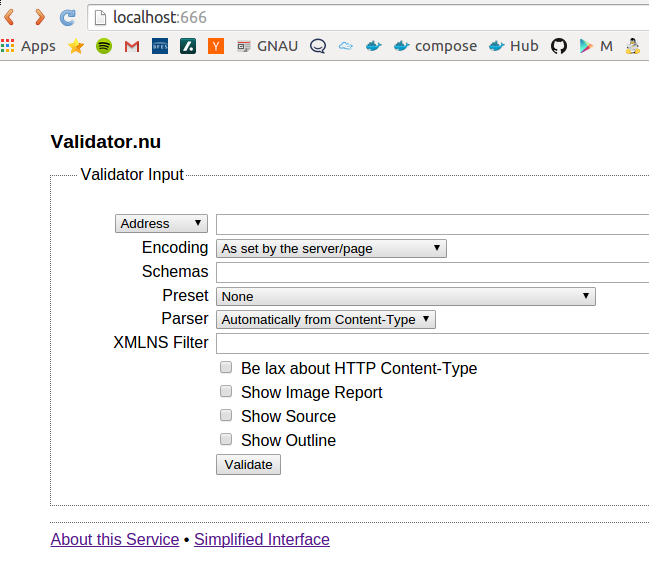 localhost:666
Apps GNAU compose Hub M
Validator.nu
Validator Input
Address
Encoding As set by the server/page
Schemas
Preset None
Parser Automatically from Content-Type
XMLNS Filter
Be lax about HTTP Content-Type
Show Image Report
Show Source
Show Outline
Validate
About this Service • Simplified Interface